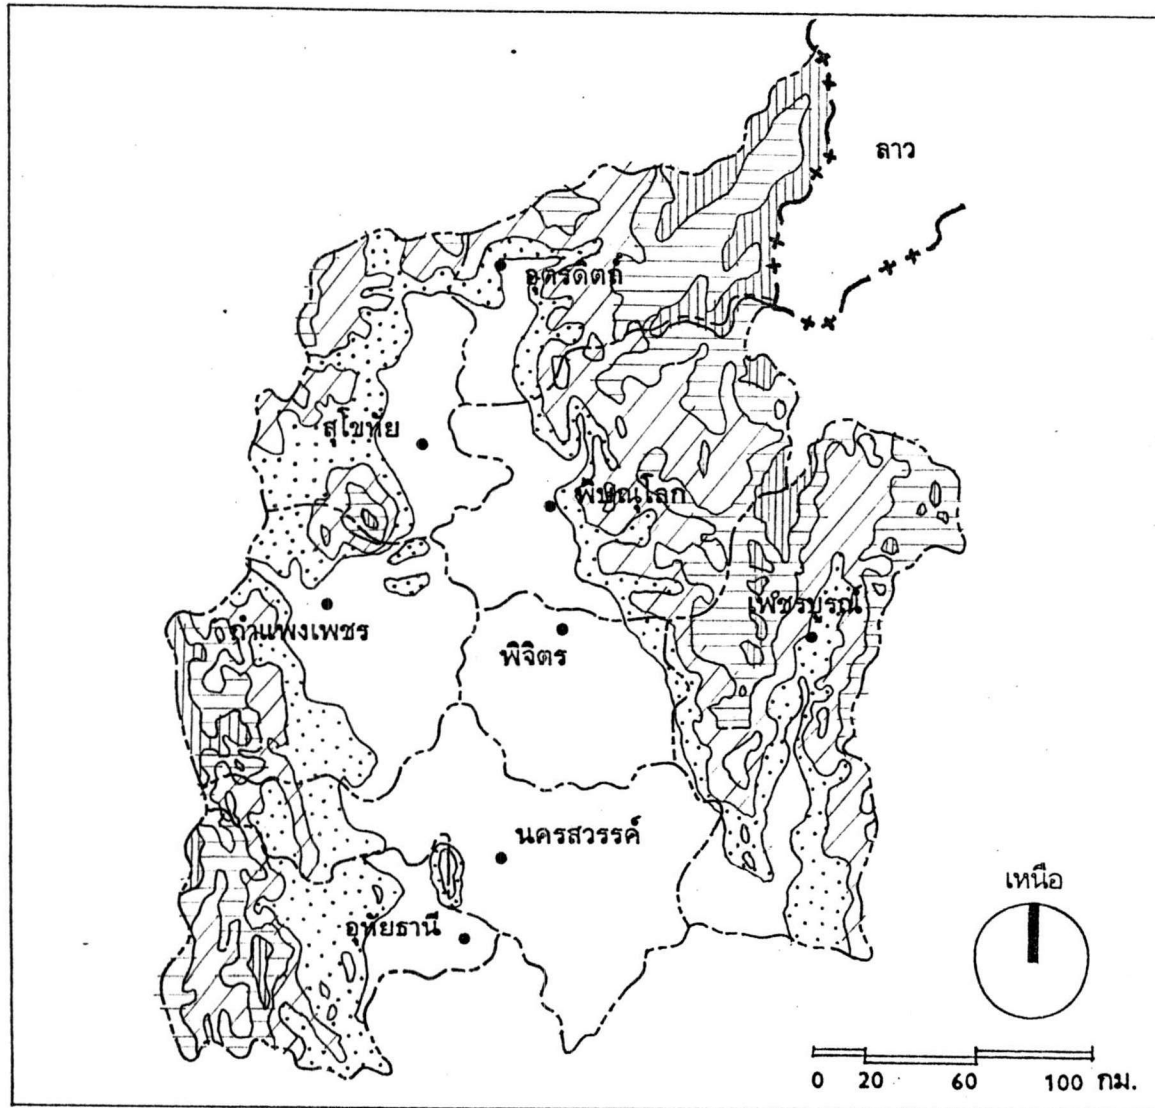 ลาว
อุตรดิตถ์
สุโขทัย
พิษณุโลก
เพชรบูรณ์
กำแพงเพชร
พิจิตร
นครสวรรค์
เหนือ
อุทัยธานี
0 20 60 100 กม.